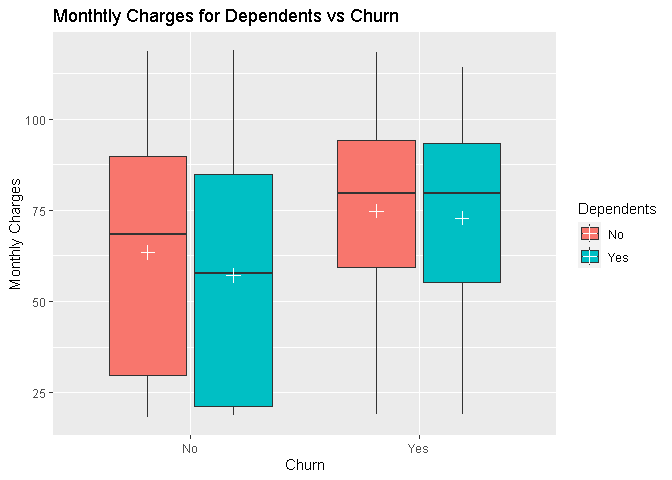 Monthtly Charges for Dependents vs Churn
Monthly Charges
100
75
50
25
No
Yes
Churn
Dependents
No
Yes